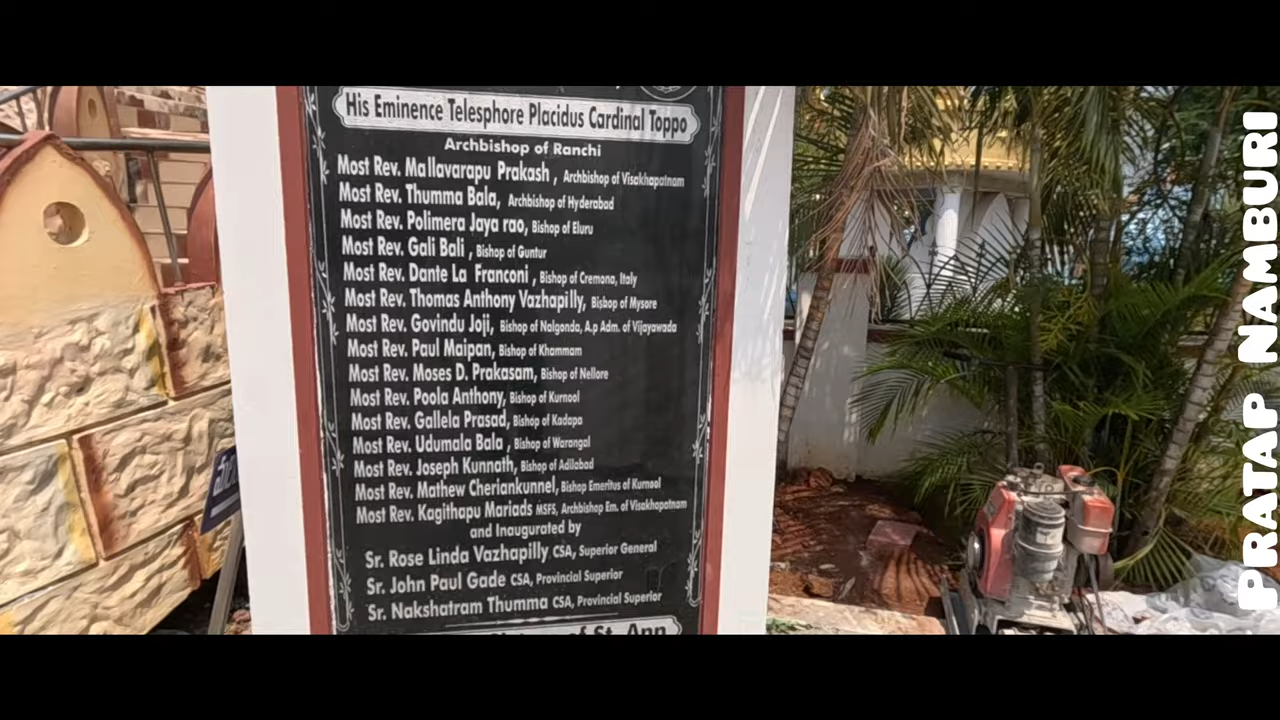 His Eminence Telesphore Placidus Cardinal Toppo
Archbishop of Ranchi
Most Rev. Mallavarapu Prakash , Archbishop of Visakhapatnam
Most Rev. Thumma Bala, Archbishop of Hyderabad
Most Rev. Polimera Jaya rao, Bishop of Eluru
Most Rev. Gali Bali , Bishop of Guntur
Most Rev. Dante La Franconi , Bishop of Cremona, Italy
Most Rev. Thomas Anthony Vazhapilly, Bisbop of Mysore
Most Rev. Govindu Joji, Bishop of Nalgonda, A.p Adm. of Vijayawada
Most Rev. Paul Maipan, Bishop of Khammam
Most Rev. Moses D. Prakasam, Bishop of Nellore
Most Rev. Poola Anthony, Bishop of Kurnool
Most Rev. Gallela Prasad, Bishop of Kadapa
Most Rev. Udumala Bala , Bishop of Warangal
Most Rev. Joseph Kunnath, Bishop of Adilabad
Most Rev. Mathew Cheriankunnel, Bishop Emeritus of Kurnool
Most Rev. Kagithapu Mariads MSFS, Archbishop Em. of Visakhapatnam
and Inaugurated by
Sr. Rose Linda Vazhapilly CSA, Superior General
Sr. John Paul Gade CSA, Provincial Superior
Sr. Nakshatram Thumma CSA, Provincial Superior
of St. Ann
PRATAP NAMBURI